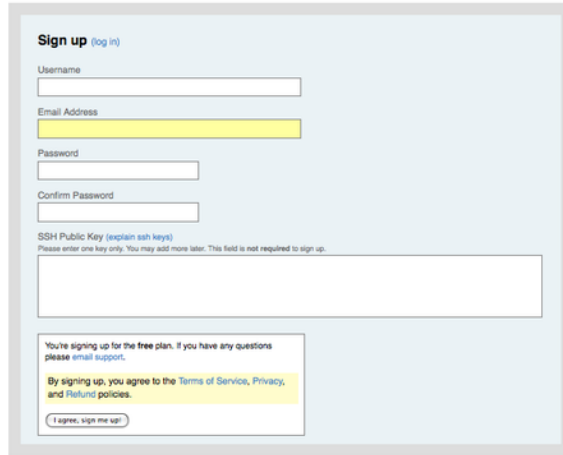 Sign up (log in)
Username
Email Address
Password
Confirm Password
SSH Public Key (explain ssh keys)
Please enter one key only. You may add more later. This field is not required to sign up.
You're signing up for the free plan. If you have any questions
please email support.
By signing up, you agree to the Terms of Service, Privacy,
and Refund policies.
I agree, sign me up!